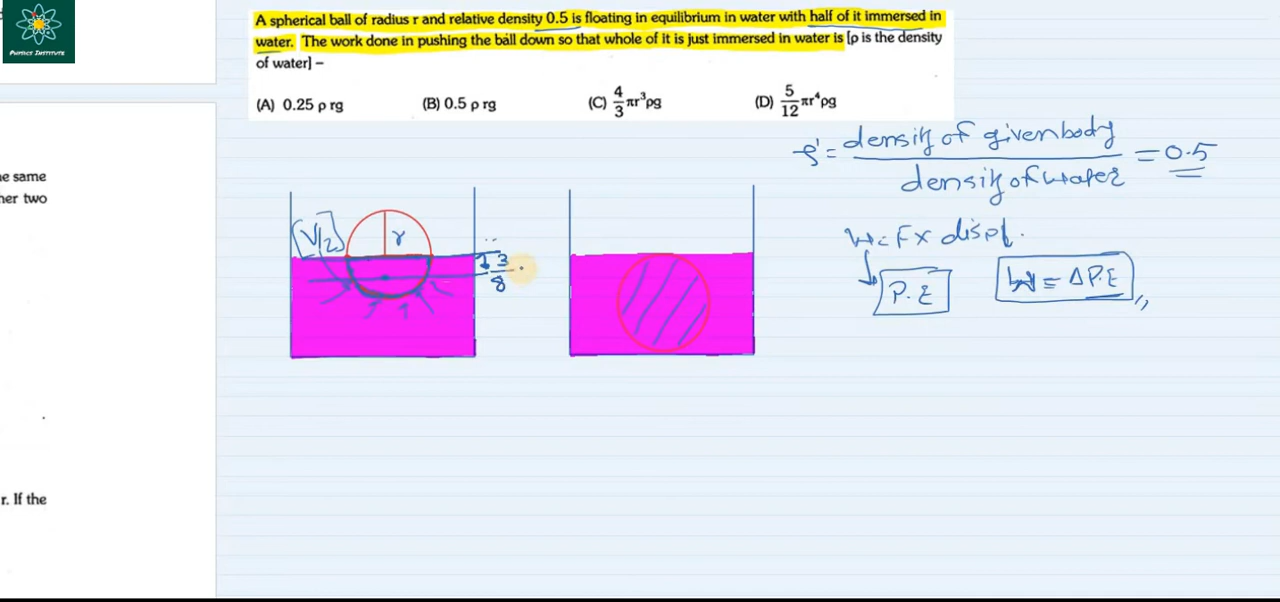 PHYSICS INSTITUTE
A spherical ball of radius r and relative density 0.5 is floating in equilibrium in water with half of it immersed in
water. The work done in pushing the ball down so that whole of it is just immersed in water is [ρ is the density
of water] –
(A) 0.25 ρ rg (B) 0.5 ρ rg (C) 4/3 πr³ρg (D) 5/12 πr⁴ρg
ρ' = density of given body / density of water = 0.5
ne same
her two
[V/2]
r
3
8
W = F x displ.
P.E
W = ΔP.E
r. If the